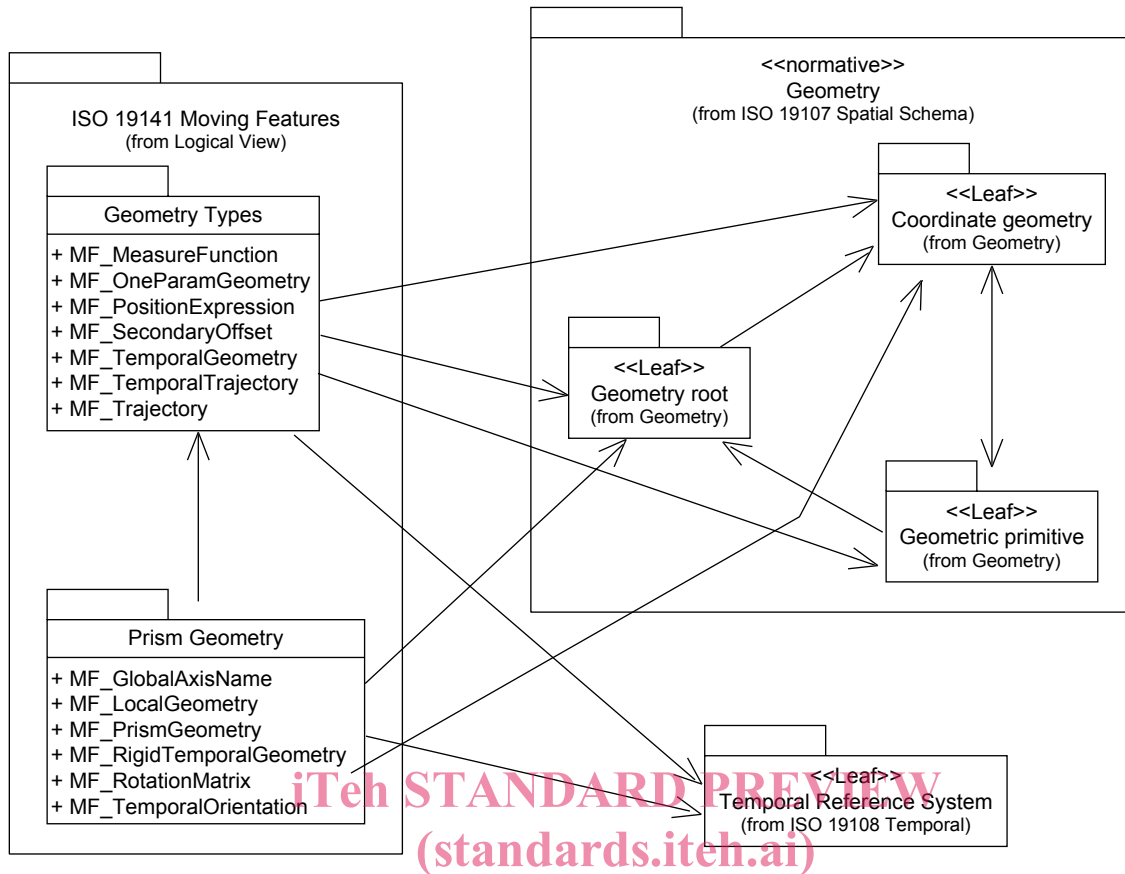 ISO 19141 Moving Features
(from Logical View)
Geometry Types
+ MF_MeasureFunction
+ MF_OneParamGeometry
+ MF_PositionExpression
+ MF_SecondaryOffset
+ MF_TemporalGeometry
+ MF_TemporalTrajectory
+ MF_Trajectory
Prism Geometry
+ MF_GlobalAxisName
+ MF_LocalGeometry
+ MF_PrismGeometry
+ MF_RigidTemporalGeometry
+ MF_RotationMatrix
+ MF_TemporalOrientation
<<normative>>
Geometry
(from ISO 19107 Spatial Schema)
<<Leaf>>
Coordinate geometry
(from Geometry)
<<Leaf>>
Geometry root
(from Geometry)
<<Leaf>>
Geometric primitive
(from Geometry)
<<Leaf>>
Temporal Reference System
(from ISO 19108 Temporal)
iTeh STANDARD PREVIEW
(standards.iteh.ai)